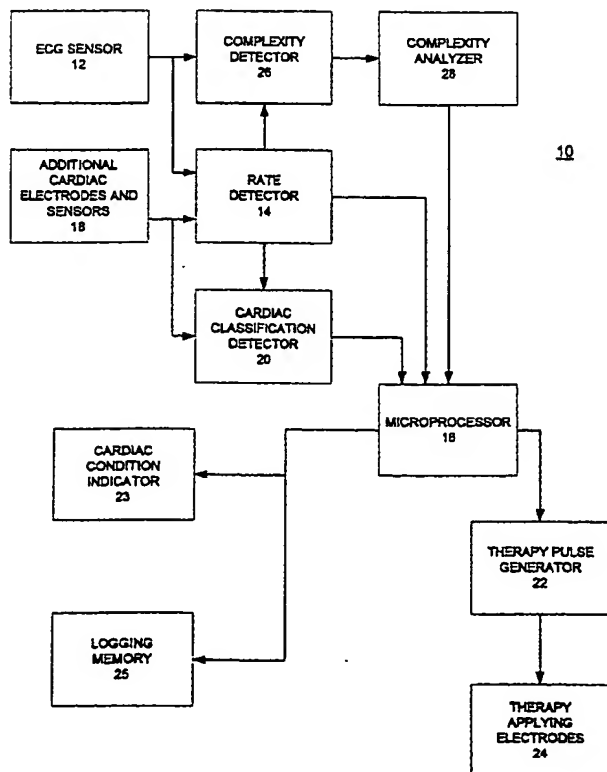 ECG SENSOR
12
COMPLEXITY
DETECTOR
26
COMPLEXITY
ANALYZER
28
10
ADDITIONAL
CARDIAC
ELECTRODES AND
SENSORS
18
RATE
DETECTOR
14
CARDIAC
CLASSIFICATION
DETECTOR
20
MICROPROCESSOR
16
CARDIAC
CONDITION
INDICATOR
23
THERAPY PULSE
GENERATOR
22
LOGGING
MEMORY
25
THERAPY
APPLYING
ELECTRODES
24